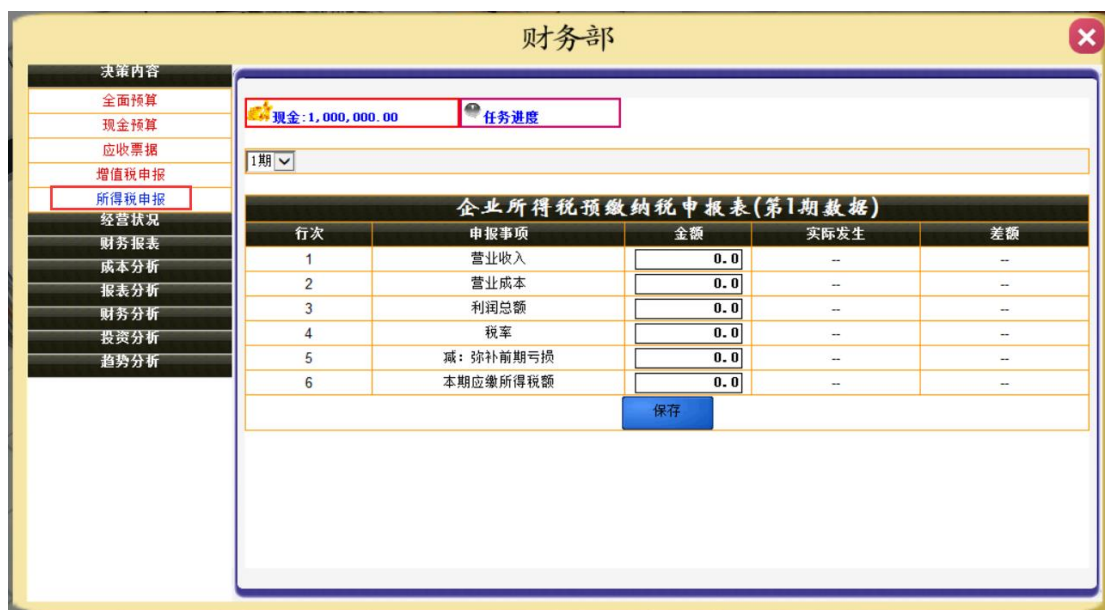 财务部
决策内容
全面预算
现金预算
应收票据
增值税申报
所得税申报
经营状况
财务报表
成本分析
报表分析
财务分析
投资分析
趋势分析
现金:1,000,000.00 任务进度
1期
企业所得税预缴纳税申报表(第1期数据)
行次 申报事项 金额 实际发生 差额
1 营业收入 0.0 -- --
2 营业成本 0.0 -- --
3 利润总额 0.0 -- --
4 税率 0.0 -- --
5 减: 弥补前期亏损 0.0 -- --
6 本期应缴所得税额 0.0 -- --
保存